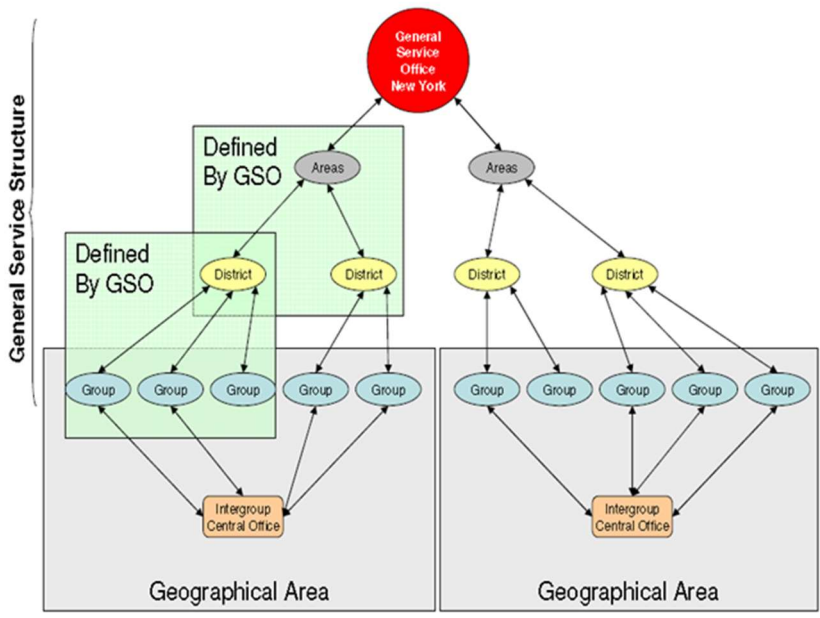 General
Service
Office
New York
General Service Structure
Defined
By GSO
Areas
Areas
Defined
By GSO
District
District
District
District
Group
Group
Group
Group
Group
Group
Group
Group
Group
Group
Intergroup
Central Office
Intergroup
Central Office
Geographical Area
Geographical Area